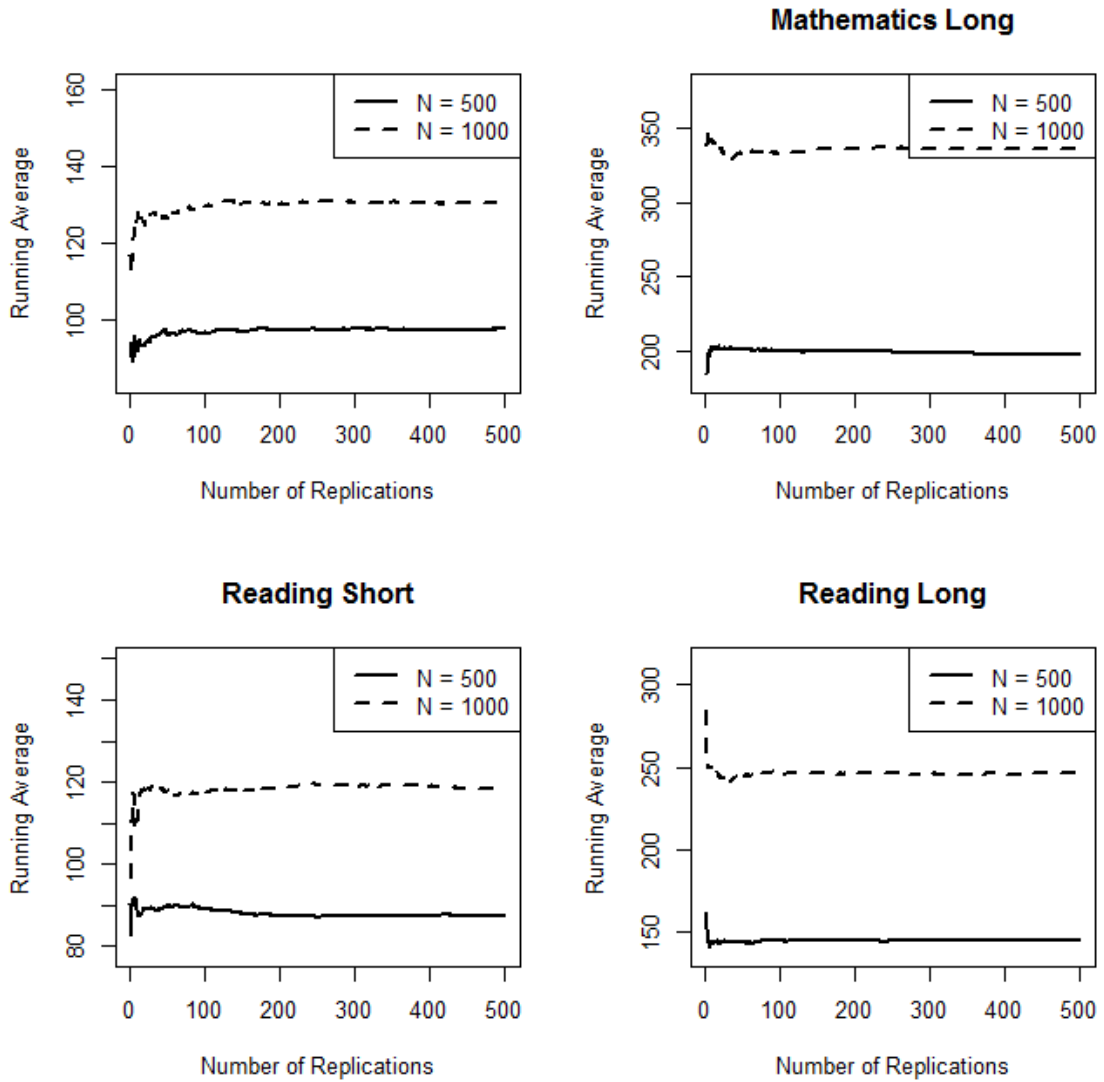 Mathematics Long
Running Average
160
140
120
100
N = 500
N = 1000
0 100 200 300 400 500
Number of Replications
Running Average
350
300
250
200
N = 500
N = 1000
0 100 200 300 400 500
Number of Replications
Reading Short
Running Average
140
120
100
80
N = 500
N = 1000
0 100 200 300 400 500
Number of Replications
Reading Long
Running Average
300
250
200
150
N = 500
N = 1000
0 100 200 300 400 500
Number of Replications